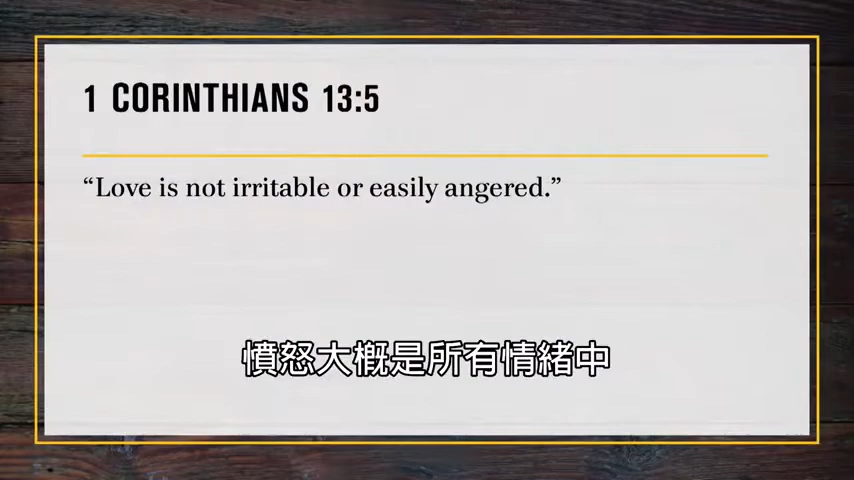 1 CORINTHIANS 13:5
“Love is not irritable or easily angered.”
憤怒大概是所有情緒中